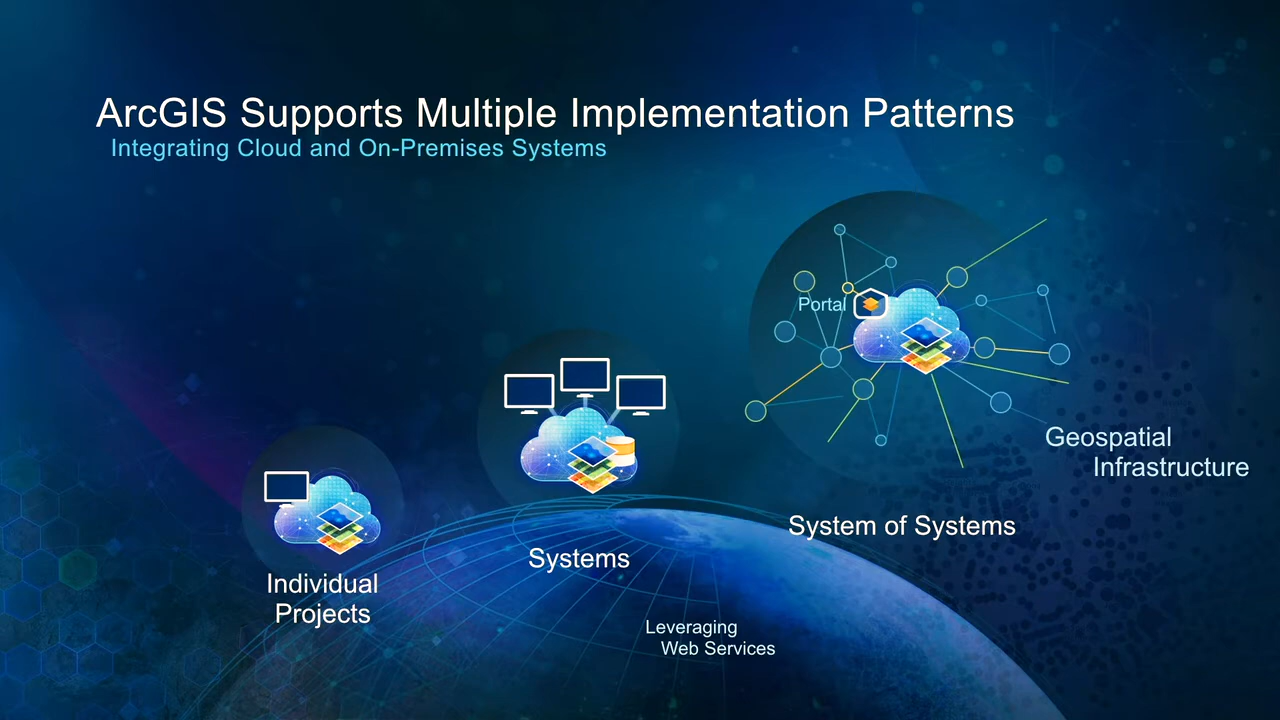 ArcGIS Supports Multiple Implementation Patterns
Integrating Cloud and On-Premises Systems
Portal
Geospatial
Infrastructure
System of Systems
Systems
Individual
Projects
Leveraging
Web Services